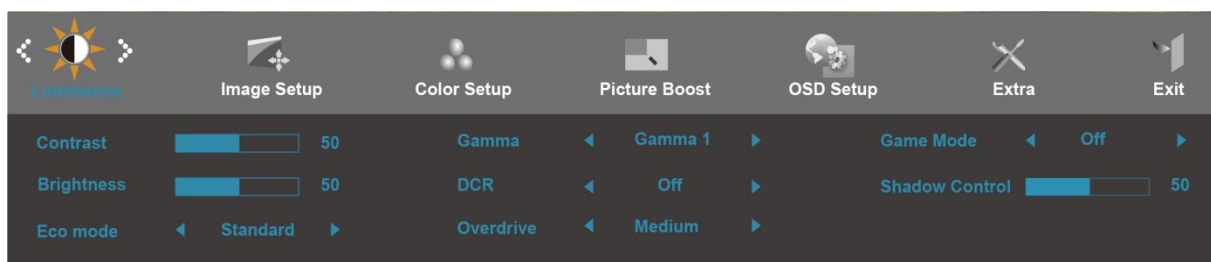 Luminance
Image Setup
Color Setup
Picture Boost
OSD Setup
Extra
Exit
Contrast 50
Gamma Gamma 1
Game Mode Off
Brightness 50
DCR Off
Shadow Control 50
Eco mode Standard
Overdrive Medium